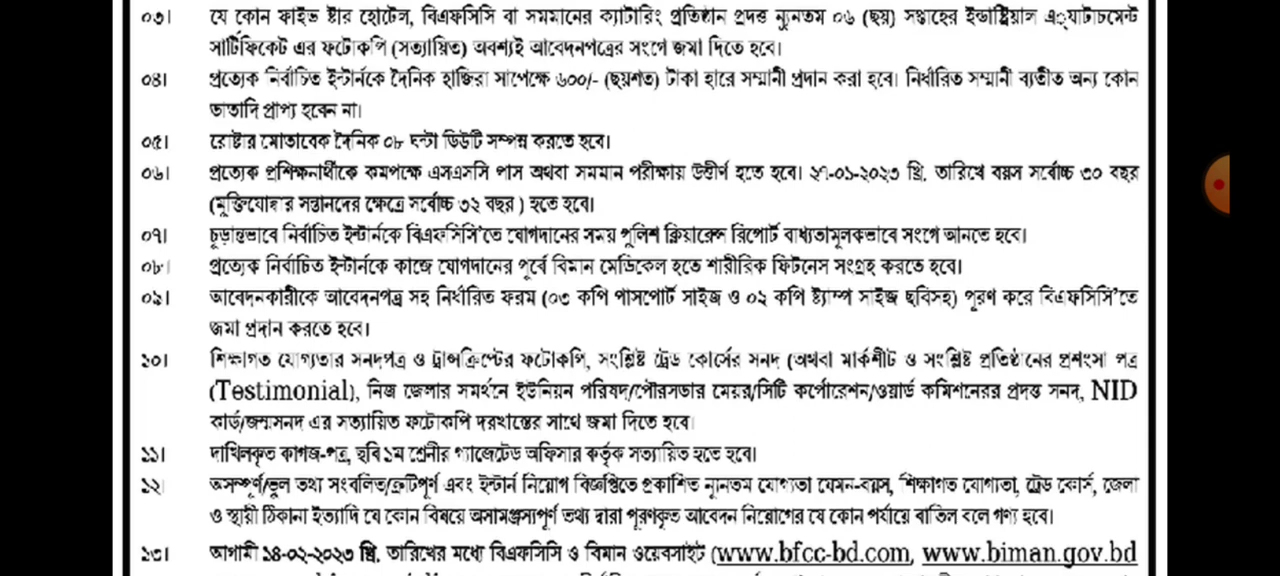 ০৩। যে কোন ফাইভ ষ্টার হোটেল, বিএফসিসি বা সমমানের ক্যাটারিং প্রতিষ্ঠান প্রদত্ত ন্যুনতম ০৬ (ছয়) সপ্তাহের ইন্ডাষ্ট্রিয়াল এ্যাটাচমেন্ট
সার্টিফিকেট এর ফটোকপি (সত্যায়িত) অবশ্যই আবেদনপত্রের সংগে জমা দিতে হবে।
০৪। প্রত্যেক নির্বাচিত ইন্টার্নকে দৈনিক হাজিরা সাপেক্ষে ৬০০/- (ছয়শত) টাকা হারে সম্মানী প্রদান করা হবে। নির্ধারিত সম্মানী ব্যতীত অন্য কোন
ভাতাদি প্রাপ্য হবেন না।
০৫। রোষ্টার মোতাবেক দৈনিক ০৮ ঘন্টা ডিউটি সম্পন্ন করতে হবে।
০৬। প্রত্যেক প্রশিক্ষনার্থীকে কমপক্ষে এসএসসি পাস অথবা সমমান পরীক্ষায় উত্তীর্ণ হতে হবে। ২৭-০১-২০২৩ খ্রি. তারিখে বয়স সর্বোচ্চ ৩০ বছর
(মুক্তিযোদ্ধার সন্তানদের ক্ষেত্রে সর্বোচ্চ ৩২ বছর ) হতে হবে।
০৭। চূড়ান্তভাবে নির্বাচিত ইন্টার্নকে বিএফসিসি'তে যোগদানের সময় পুলিশ ক্লিয়ারেন্স রিপোর্ট বাধ্যতামূলকভাবে সংগে আনতে হবে।
০৮। প্রত্যেক নির্বাচিত ইন্টার্নকে কাজে যোগদানের পূর্বে বিমান মেডিকেল হতে শারীরিক ফিটনেস সংগ্রহ করতে হবে।
০৯। আবেদনকারীকে আবেদনপত্র সহ নির্ধারিত ফরম (০৩ কপি পাসপোর্ট সাইজ ও ০২ কপি ষ্ট্যাম্প সাইজ ছবিসহ) পূরণ করে বিএফসিসি'তে
জমা প্রদান করতে হবে।
১০। শিক্ষাগত যোগ্যতার সনদপত্র ও ট্রান্সক্রিপ্টের ফটোকপি, সংশ্লিষ্ট ট্রেড কোর্সের সনদ (অথবা মার্কশীট ও সংশ্লিষ্ট প্রতিষ্ঠানের প্রশংসা পত্র
(Testimonial), নিজ জেলার সমর্থনে ইউনিয়ন পরিষদ/পৌরসভার মেয়র/সিটি কর্পোরেশন/ওয়ার্ড কমিশনেরর প্রদত্ত সনদ, NID
কার্ড/জন্মসনদ এর সত্যায়িত ফটোকপি দরখাস্তের সাথে জমা দিতে হবে।
১১। দাখিলকৃত কাগজ-পত্র, ছবি ১ম শ্রেনীর গ্যাজেটেড অফিসার কর্তৃক সত্যায়িত হতে হবে।
১২। অসম্পূর্ণ/ভুল তথ্য সংবলিত/ক্রটিপূর্ণ এবং ইন্টার্ন নিয়োগ বিজ্ঞপ্তিতে প্রকাশিত ন্যূনতম যোগ্যতা যেমন-বয়স, শিক্ষাগত যোগ্যতা, ট্রেড কোর্স, জেলা
ও স্থায়ী ঠিকানা ইত্যাদি যে কোন বিষয়ে অসামঞ্জস্যপূর্ণ তথ্য দ্বারা পূরণকৃত আবেদন নিয়োগের যে কোন পর্যায়ে বাতিল বলে গণ্য হবে।
১৩। আগামী ১৪-০২-২০২৩ খ্রি. তারিখের মধ্যে বিএফসিসি ও বিমান ওয়েবসাইট (www.bfcc-bd.com, www.biman.gov.bd